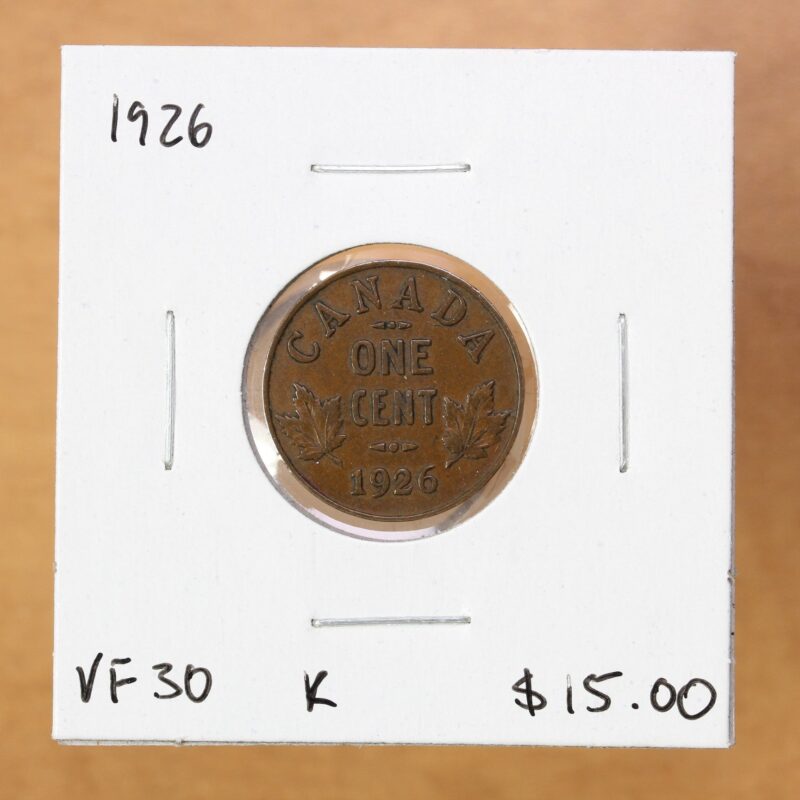 1926
CANADA
ONE
CENT
1926
VF30 K $15.00